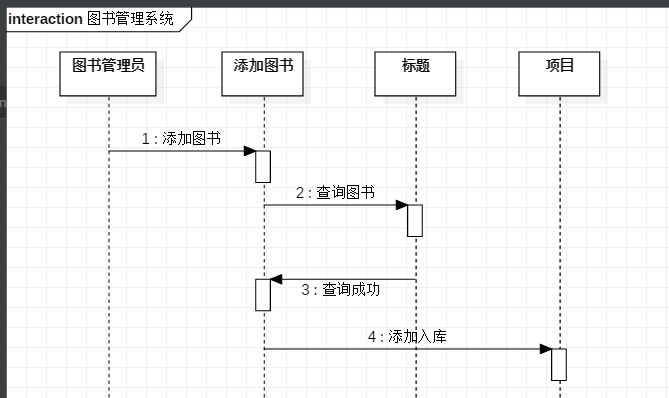 interaction 图书管理系统
图书管理员
添加图书
标题
项目
1 : 添加图书
2 : 查询图书
3 : 查询成功
4 : 添加入库